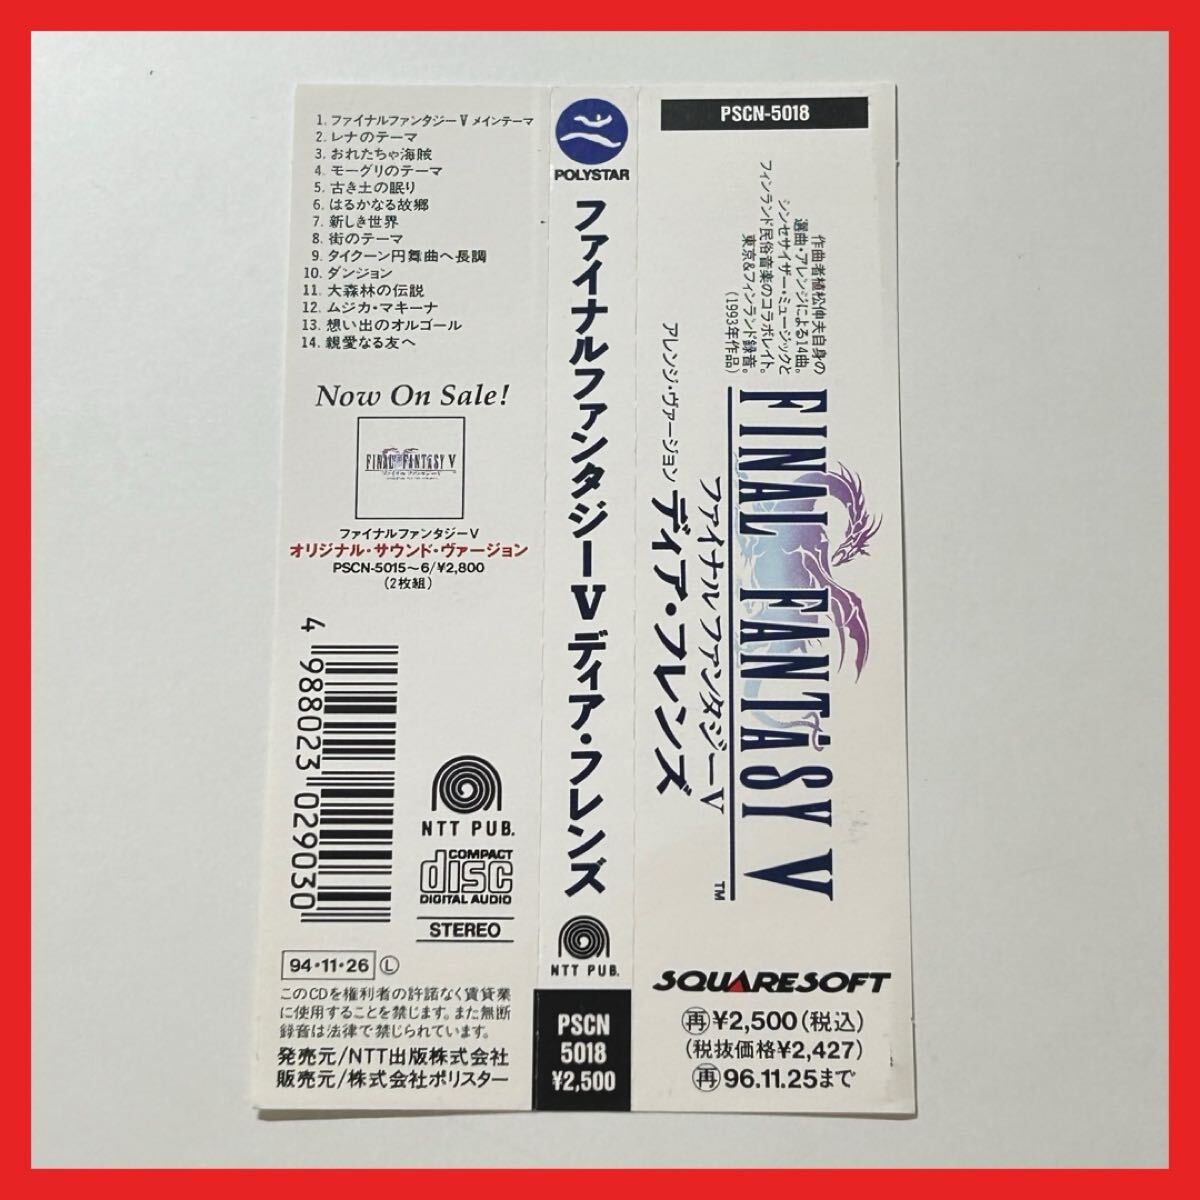 1. ファイナルファンタジーⅤ メインテーマ
2. レナのテーマ
3. おれたちゃ海賊
4. モーグリのテーマ
5. 古き土の眠り
6. はるかなる故郷
7. 新しき世界
8. 街のテーマ
9. タイクーン円舞曲へ長調
10. ダンジョン
11. 大森林の伝説
12. ムジカ・マキーナ
13. 想い出のオルゴール
14. 親愛なる友へ
Now On Sale!
FINAL FANTASY V
ファイナルファンタジーV
ファイナルファンタジーV
オリジナル・サウンド・ヴァージョン
PSCN-5015〜6/¥2,800
(2枚組)
4 988023 029030
NTT PUB.
COMPACT
disc
DIGITAL AUDIO
STEREO
94・11・26 Ⓛ
このCDを権利者の許諾なく賃貸業
に使用することを禁じます。また無断
録音は法律で禁じられています。
発売元/NTT出版株式会社
販売元/株式会社ポリスター
POLYSTAR
ファイナルファンタジーⅤ ディア・フレンズ
NTT PUB.
PSCN
5018
¥2,500
PSCN-5018
作曲者植松伸夫自身の
選曲・アレンジによる14曲。
シンセサイザー・ミュージックと
フィンランド民俗音楽のコラボレイト。
東京&フィンランド録音。
(1993年作品)
FINAL FANTASY V
ファイナルファンタジーV
TM
アレンジ・ヴァージョン ディア・フレンズ
SQUARESOFT
㊢¥2,500(税込)
(税抜価格¥2,427)
再96.11.25まで